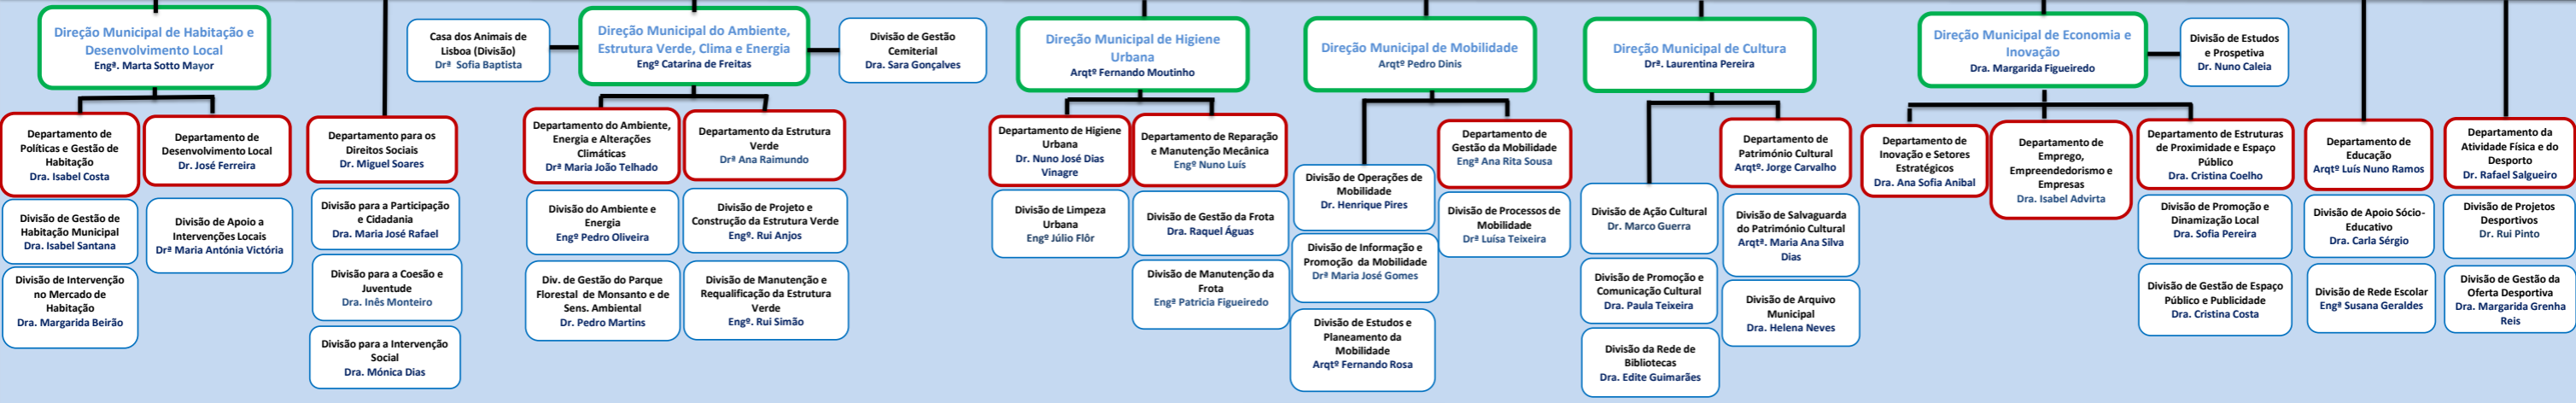 Direção Municipal de Habitação e
Desenvolvimento Local
Engª. Marta Sotto Mayor
Departamento de
Políticas e Gestão de
Habitação
Dra. Isabel Costa
Divisão de Gestão de
Habitação Municipal
Dra. Isabel Santana
Divisão de Intervenção
no Mercado de
Habitação
Dra. Margarida Beirão
Departamento de
Desenvolvimento Local
Dr. José Ferreira
Divisão de Apoio a
Intervenções Locais
Drª Maria Antónia Victória
Departamento para os
Direitos Sociais
Dr. Miguel Soares
Divisão para a Participação
e Cidadania
Dra. Maria José Rafael
Divisão para a Coesão e
Juventude
Dra. Inês Monteiro
Divisão para a Intervenção
Social
Dra. Mónica Dias
Casa dos Animais de
Lisboa (Divisão)
Drª Sofia Baptista
Direção Municipal do Ambiente,
Estrutura Verde, Clima e Energia
Engº Catarina de Freitas
Divisão de Gestão
Cemiterial
Dra. Sara Gonçalves
Departamento do Ambiente,
Energia e Alterações
Climáticas
Drª Maria João Telhado
Divisão do Ambiente e
Energia
Engº Pedro Oliveira
Div. de Gestão do Parque
Florestal de Monsanto e de
Sens. Ambiental
Dr. Pedro Martins
Departamento da Estrutura
Verde
Drª Ana Raimundo
Divisão de Projeto e
Construção da Estrutura Verde
Engº. Rui Anjos
Divisão de Manutenção e
Requalificação da Estrutura
Verde
Engº. Rui Simão
Direção Municipal de Higiene
Urbana
Arqtº Fernando Moutinho
Departamento de Higiene
Urbana
Dr. Nuno José Dias
Vinagre
Divisão de Limpeza
Urbana
Engº Júlio Flôr
Departamento de Reparação
e Manutenção Mecânica
Engº Nuno Luís
Divisão de Gestão da Frota
Dra. Raquel Águas
Divisão de Manutenção da
Frota
Engª Patricia Figueiredo
Direção Municipal de Mobilidade
Arqtº Pedro Dinis
Divisão de Operações de
Mobilidade
Dr. Henrique Pires
Divisão de Informação e
Promoção da Mobilidade
Drª Maria José Gomes
Divisão de Estudos e
Planeamento da
Mobilidade
Arqtº Fernando Rosa
Departamento de
Gestão da Mobilidade
Engª Ana Rita Sousa
Divisão de Processos de
Mobilidade
Drª Luísa Teixeira
Direção Municipal de Cultura
Drª. Laurentina Pereira
Divisão de Ação Cultural
Dr. Marco Guerra
Divisão de Promoção e
Comunicação Cultural
Dra. Paula Teixeira
Divisão da Rede de
Bibliotecas
Dra. Edite Guimarães
Departamento de
Património Cultural
Arqtº. Jorge Carvalho
Divisão de Salvaguarda
do Património Cultural
Arqtª. Maria Ana Silva
Dias
Divisão de Arquivo
Municipal
Dra. Helena Neves
Direção Municipal de Economia e
Inovação
Dra. Margarida Figueiredo
Divisão de Estudos
e Prospetiva
Dr. Nuno Caleia
Departamento de
Inovação e Setores
Estratégicos
Dra. Ana Sofia Anibal
Departamento de
Emprego,
Empreendedorismo e
Empresas
Dra. Isabel Advirta
Departamento de Estruturas
de Proximidade e Espaço
Público
Dra. Cristina Coelho
Divisão de Promoção e
Dinamização Local
Dra. Sofia Pereira
Divisão de Gestão de Espaço
Público e Publicidade
Dra. Cristina Costa
Departamento de
Educação
Arqtº Luís Nuno Ramos
Divisão de Apoio Sócio-
Educativo
Dra. Carla Sérgio
Divisão de Rede Escolar
Engª Susana Geraldes
Departamento da
Atividade Física e do
Desporto
Dr. Rafael Salgueiro
Divisão de Projetos
Desportivos
Dr. Rui Pinto
Divisão de Gestão da
Oferta Desportiva
Dra. Margarida Grenha
Reis